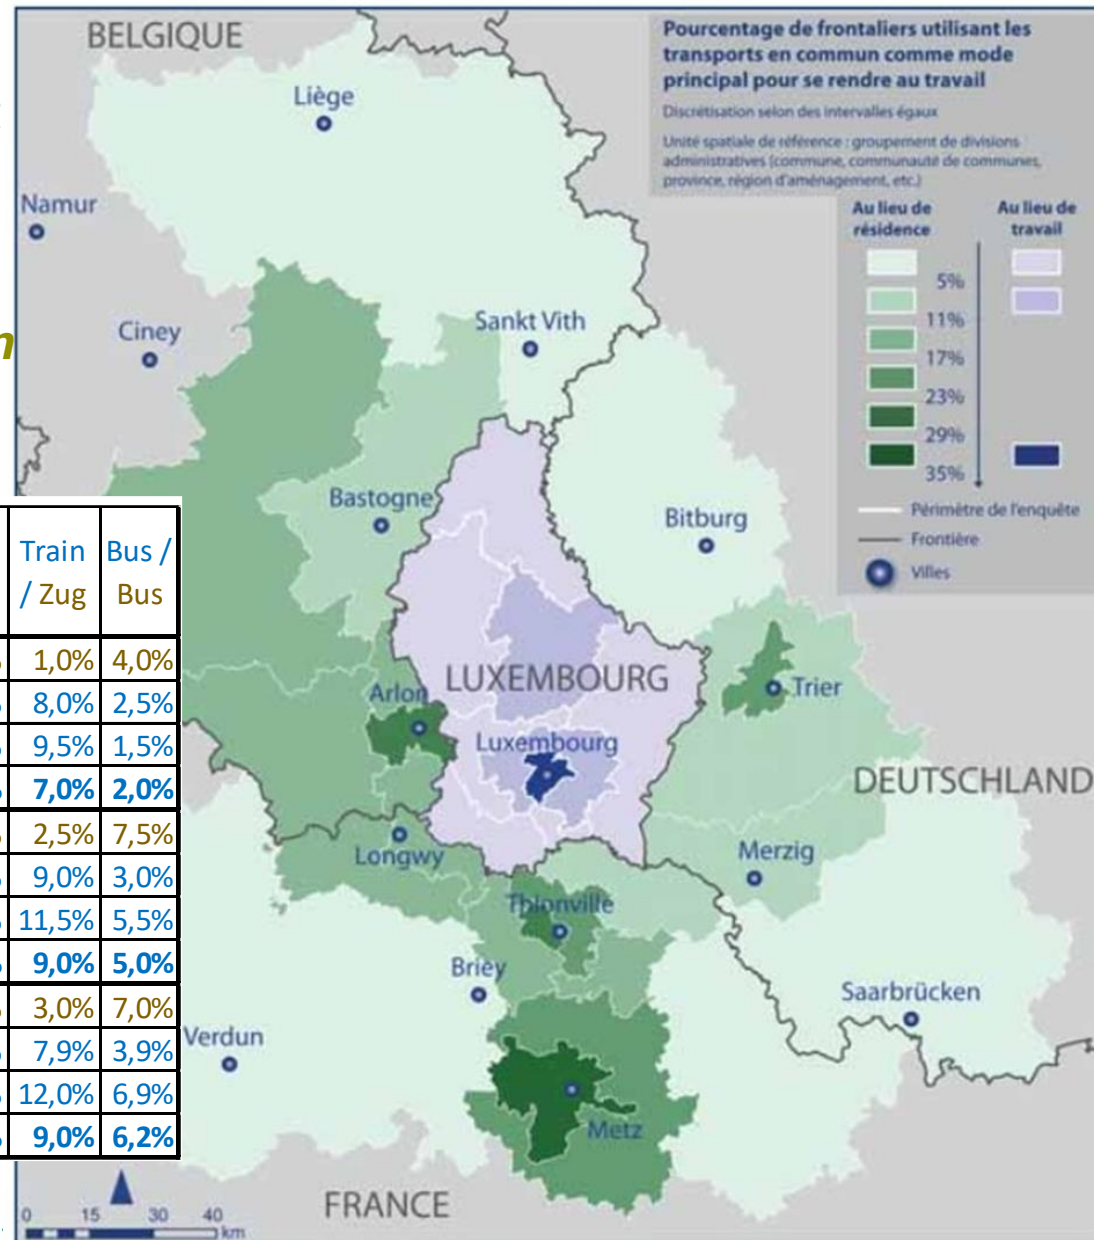 BELGIQUE
Pourcentage de frontaliers utilisant les
transports en commun comme mode
principal pour se rendre au travail
Discrétisation selon des intervalles égaux
Unité spatiale de référence : groupement de divisions
administratives (commune, communauté de communes,
province, région d'aménagement, etc.)
Au lieu de
résidence
Au lieu de
travail
5%
11%
17%
23%
29%
35%
Périmètre de l'enquête
Frontière
Villes
Liège
Namur
Ciney
Sankt Vith
Bastogne
Bitburg
LUXEMBOURG
Trier
Arlon
Luxembourg
DEUTSCHLAND
Longwy
Merzig
Thionville
Briey
Saarbrücken
Verdun
Metz
FRANCE
0 15 30 40
km
n
Train / Zug Bus / Bus
1,0% 4,0%
8,0% 2,5%
9,5% 1,5%
7,0% 2,0%
2,5% 7,5%
9,0% 3,0%
11,5% 5,5%
9,0% 5,0%
3,0% 7,0%
7,9% 3,9%
12,0% 6,9%
9,0% 6,2%